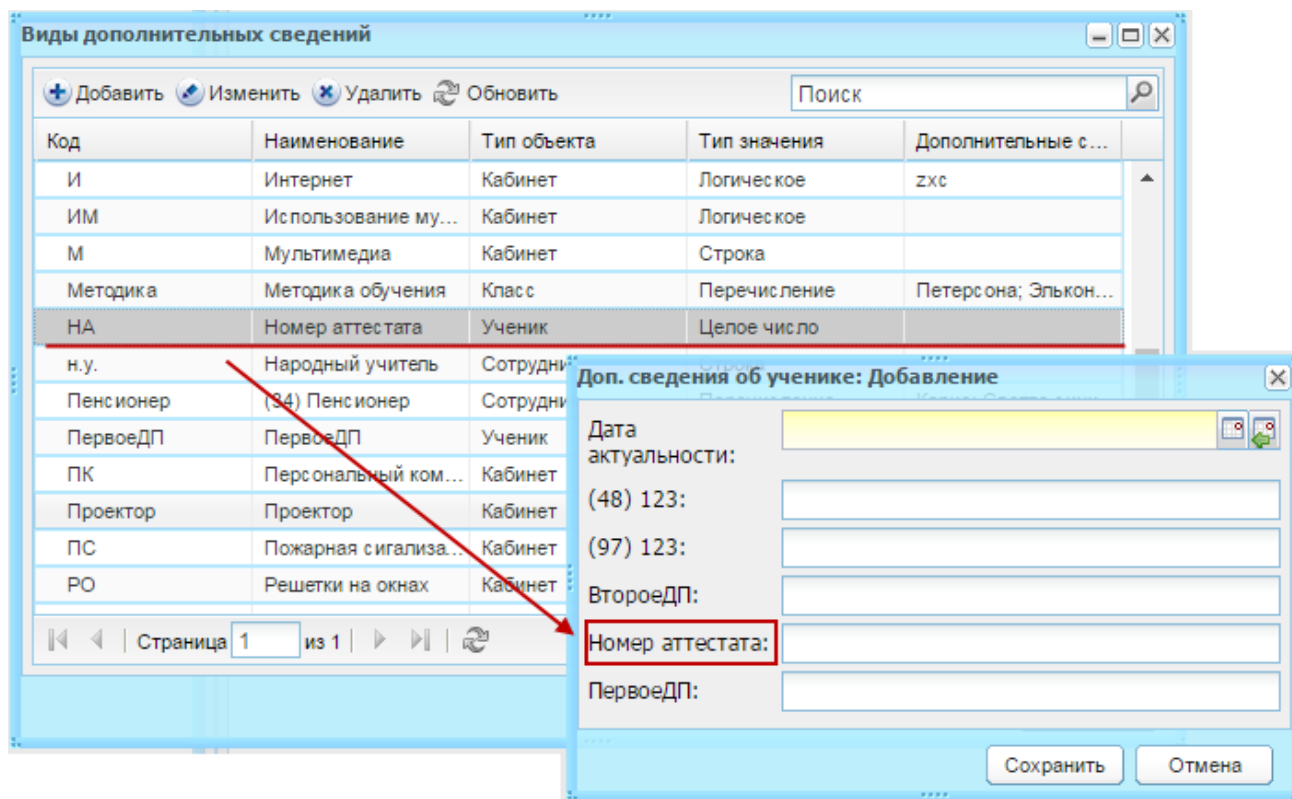 Виды дополнительных сведений
Добавить Изменить Удалить Обновить Поиск
Код Наименование Тип объекта Тип значения Дополнительные с...
И Интернет Кабинет Логическое zxc
ИМ Использование му... Кабинет Логическое
М Мультимедиа Кабинет Строка
Методика Методика обучения Класс Перечисление Петерсона; Элькон...
НА Номер аттестата Ученик Целое число
н.у. Народный учитель Сотрудни
Пенсионер (34) Пенсионер Сотрудни
ПервоеДП ПервоеДП Ученик
ПК Персональный ком... Кабинет
Проектор Проектор Кабинет
ПС Пожарная сигализа... Кабинет
РО Решетки на окнах Кабинет
Страница 1 из 1
Доп. сведения об ученике: Добавление
Дата
актуальности:
(48) 123:
(97) 123:
ВтороеДП:
Номер аттестата:
ПервоеДП:
Сохранить Отмена